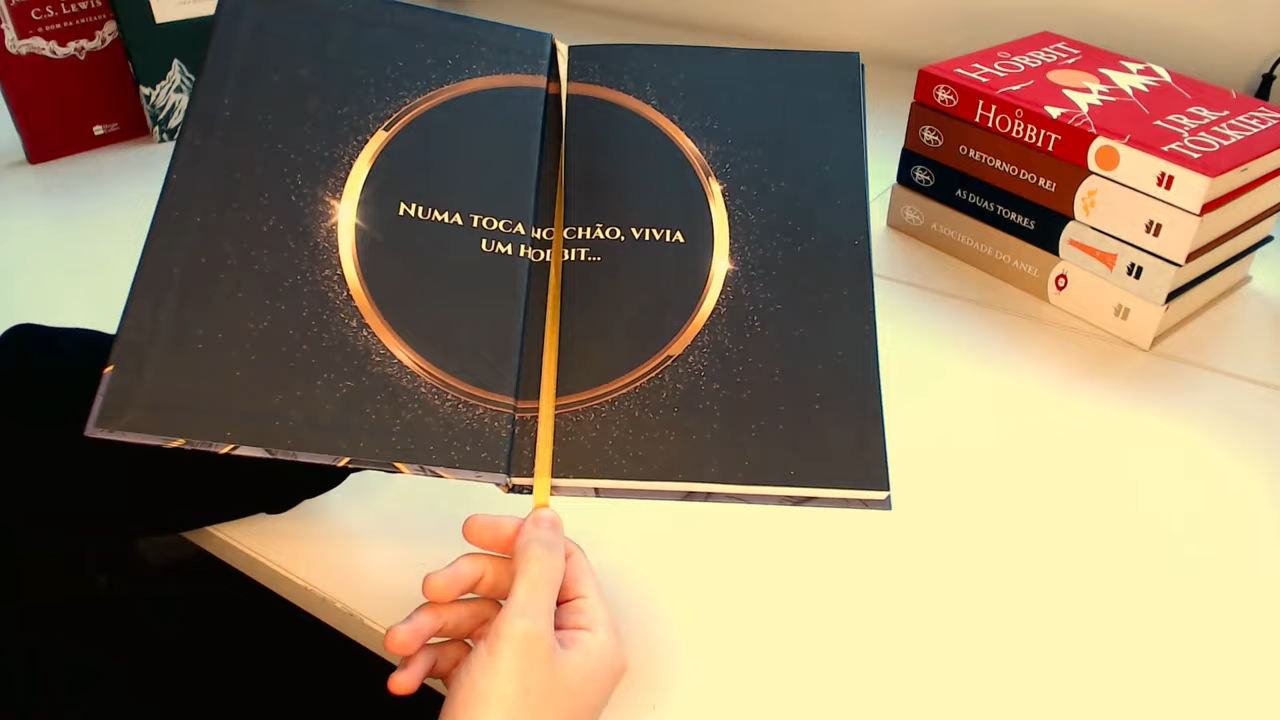 C.S. LEWIS
O DOM DA AMIZADE
NUMA TOCA NO CHÃO, VIVIA
UM HOBBIT...
O
HOBBIT
J.R.R.
TOLKIEN
O
HOBBIT
O RETORNO DO REI
AS DUAS TORRES
A SOCIEDADE DO ANEL